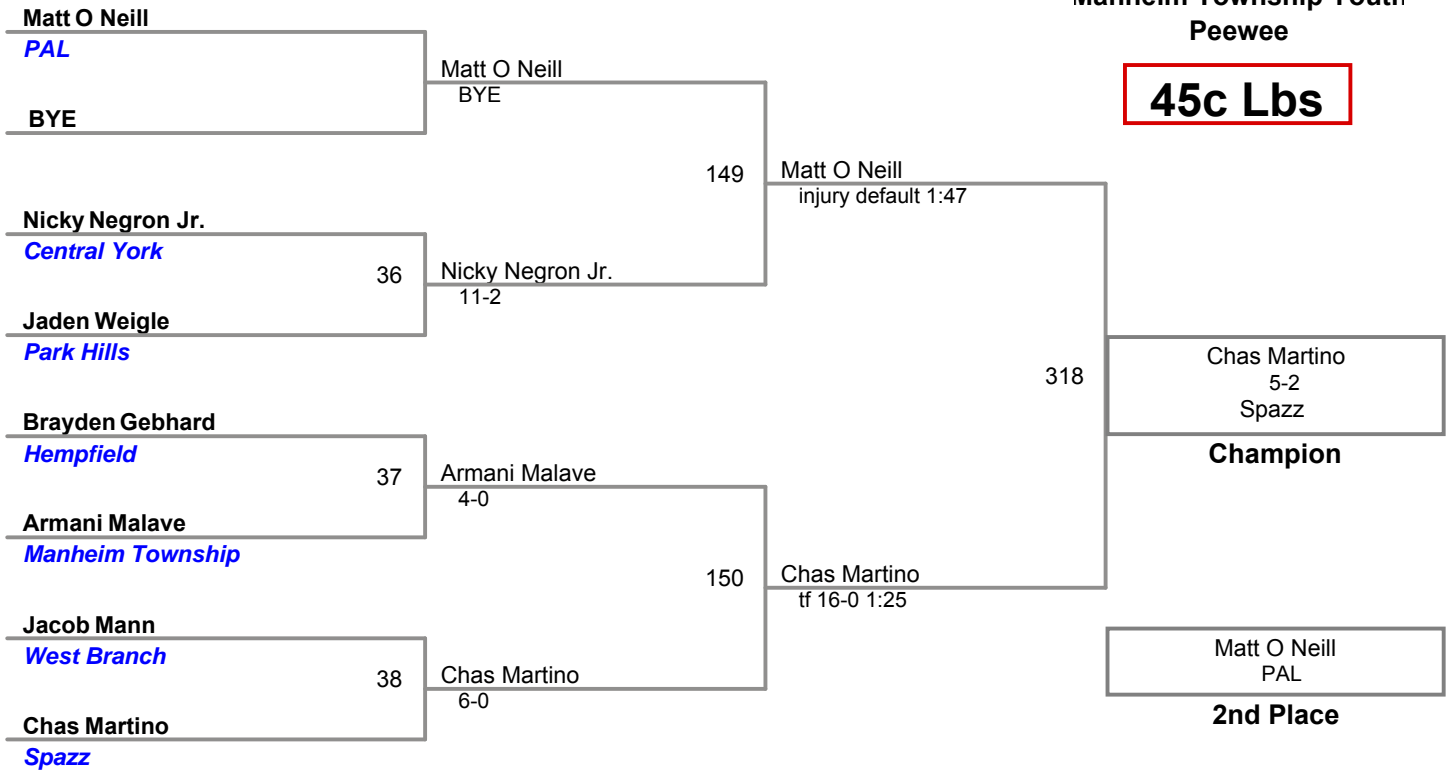 Manheim Township Youth
Peewee
45c Lbs
Matt O Neill
PAL
BYE
Matt O Neill
BYE
Nicky Negron Jr.
Central York
36
Jaden Weigle
Park Hills
Nicky Negron Jr.
11-2
149
Matt O Neill
injury default 1:47
Brayden Gebhard
Hempfield
37
Armani Malave
Manheim Township
Armani Malave
4-0
Jacob Mann
West Branch
38
Chas Martino
Spazz
Chas Martino
6-0
150
Chas Martino
tf 16-0 1:25
318
Chas Martino
5-2
Spazz
Champion
Matt O Neill
PAL
2nd Place